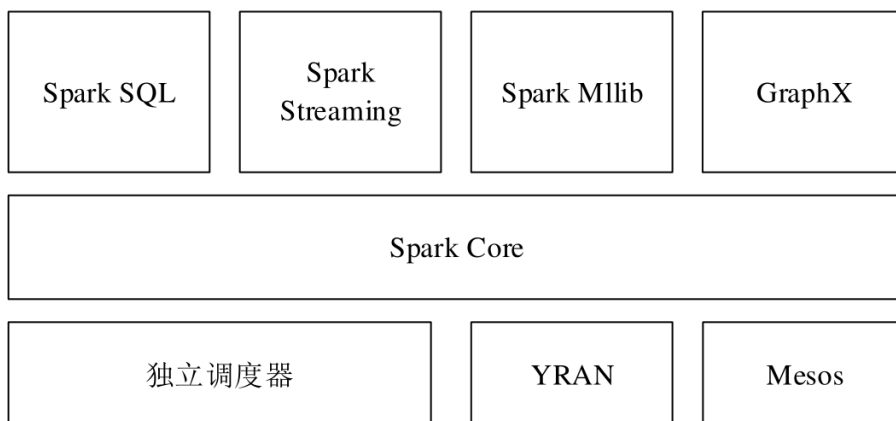 Spark SQL
Spark
Streaming
Spark Mllib
GraphX
Spark Core
独立调度器
YRAN
Mesos